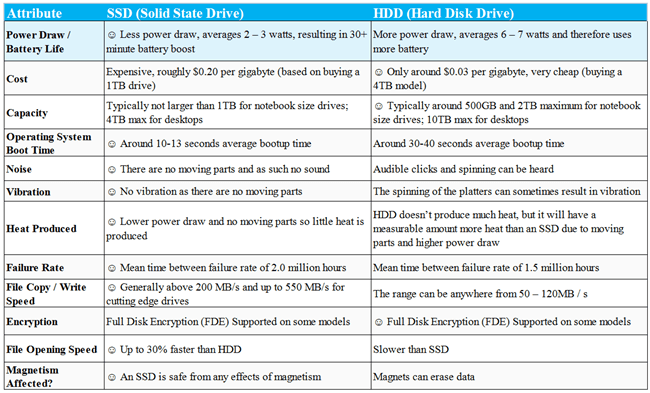 Attribute SSD (Solid State Drive) HDD (Hard Disk Drive)
Power Draw / Battery Life
☺ Less power draw, averages 2 – 3 watts, resulting in 30+
minute battery boost
More power draw, averages 6 – 7 watts and therefore uses
more battery
Cost
Expensive, roughly $0.20 per gigabyte (based on buying a
1TB drive)
☺ Only around $0.03 per gigabyte, very cheap (buying a
4TB model)
Capacity
Typically not larger than 1TB for notebook size drives;
4TB max for desktops
☺ Typically around 500GB and 2TB maximum for notebook
size drives; 10TB max for desktops
Operating System
Boot Time
☺ Around 10-13 seconds average bootup time
Around 30-40 seconds average bootup time
Noise
☺ There are no moving parts and as such no sound
Audible clicks and spinning can be heard
Vibration
☺ No vibration as there are no moving parts
The spinning of the platters can sometimes result in vibration
Heat Produced
☺ Lower power draw and no moving parts so little heat is
produced
HDD doesn’t produce much heat, but it will have a
measurable amount more heat than an SSD due to moving
parts and higher power draw
Failure Rate
☺ Mean time between failure rate of 2.0 million hours
Mean time between failure rate of 1.5 million hours
File Copy / Write
Speed
☺ Generally above 200 MB/s and up to 550 MB/s for
cutting edge drives
The range can be anywhere from 50 – 120MB / s
Encryption
Full Disk Encryption (FDE) Supported on some models
☺ Full Disk Encryption (FDE) Supported on some models
File Opening Speed
☺ Up to 30% faster than HDD
Slower than SSD
Magnetism
Affected?
☺ An SSD is safe from any effects of magnetism
Magnets can erase data